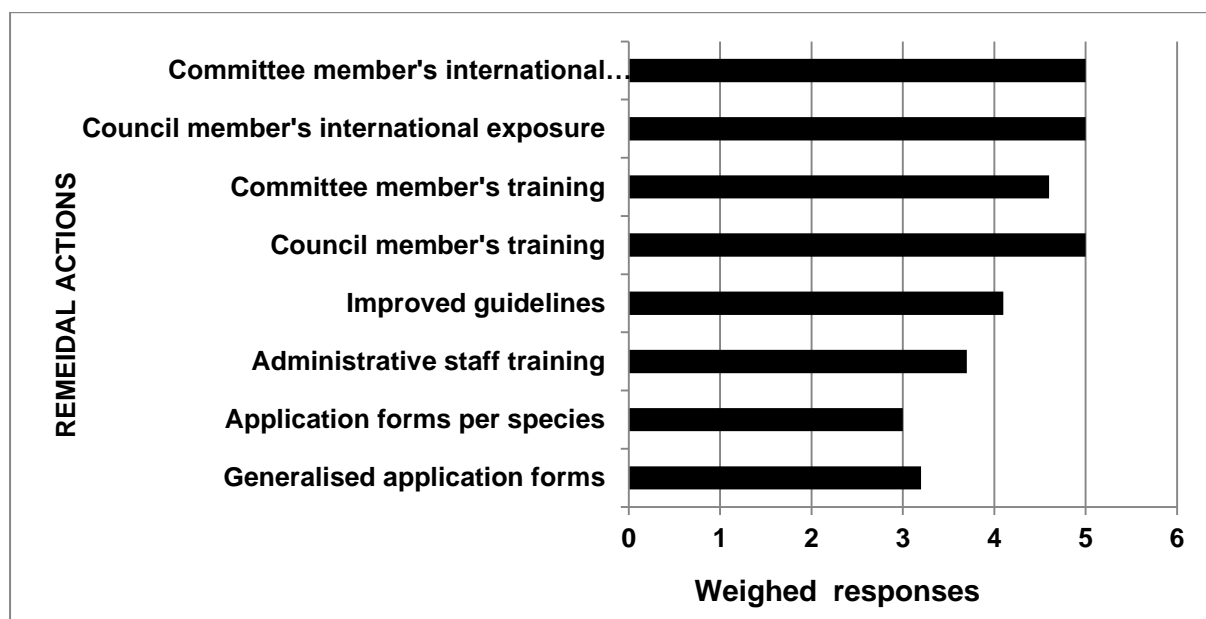 Committee member's international…
Council member's international exposure
Committee member's training
Council member's training
Improved guidelines
Administrative staff training
Application forms per species
Generalised application forms
REMEIDAL ACTIONS
0 1 2 3 4 5 6
Weighed responses